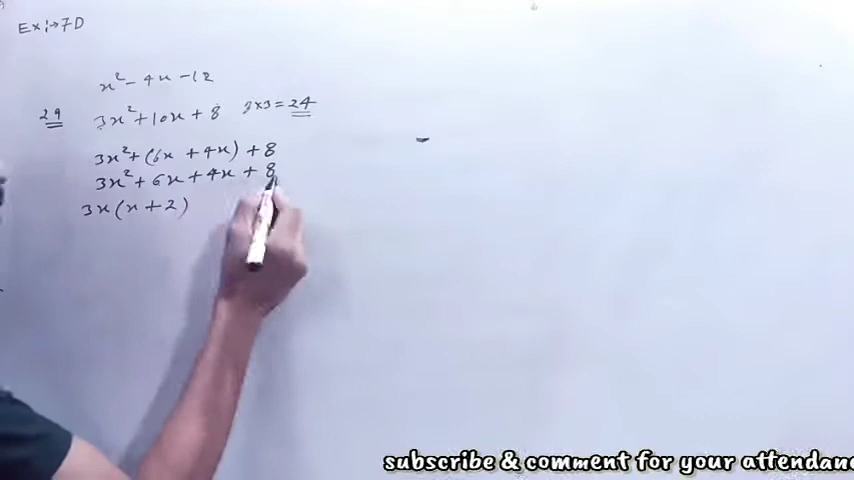 Ex:→7D
x² - 4x - 12
29 3x² + 10x + 8 8×3 = 24
3x² + (6x + 4x) + 8
3x² + 6x + 4x + 8
3x(x + 2)
subscribe & comment for your attendance